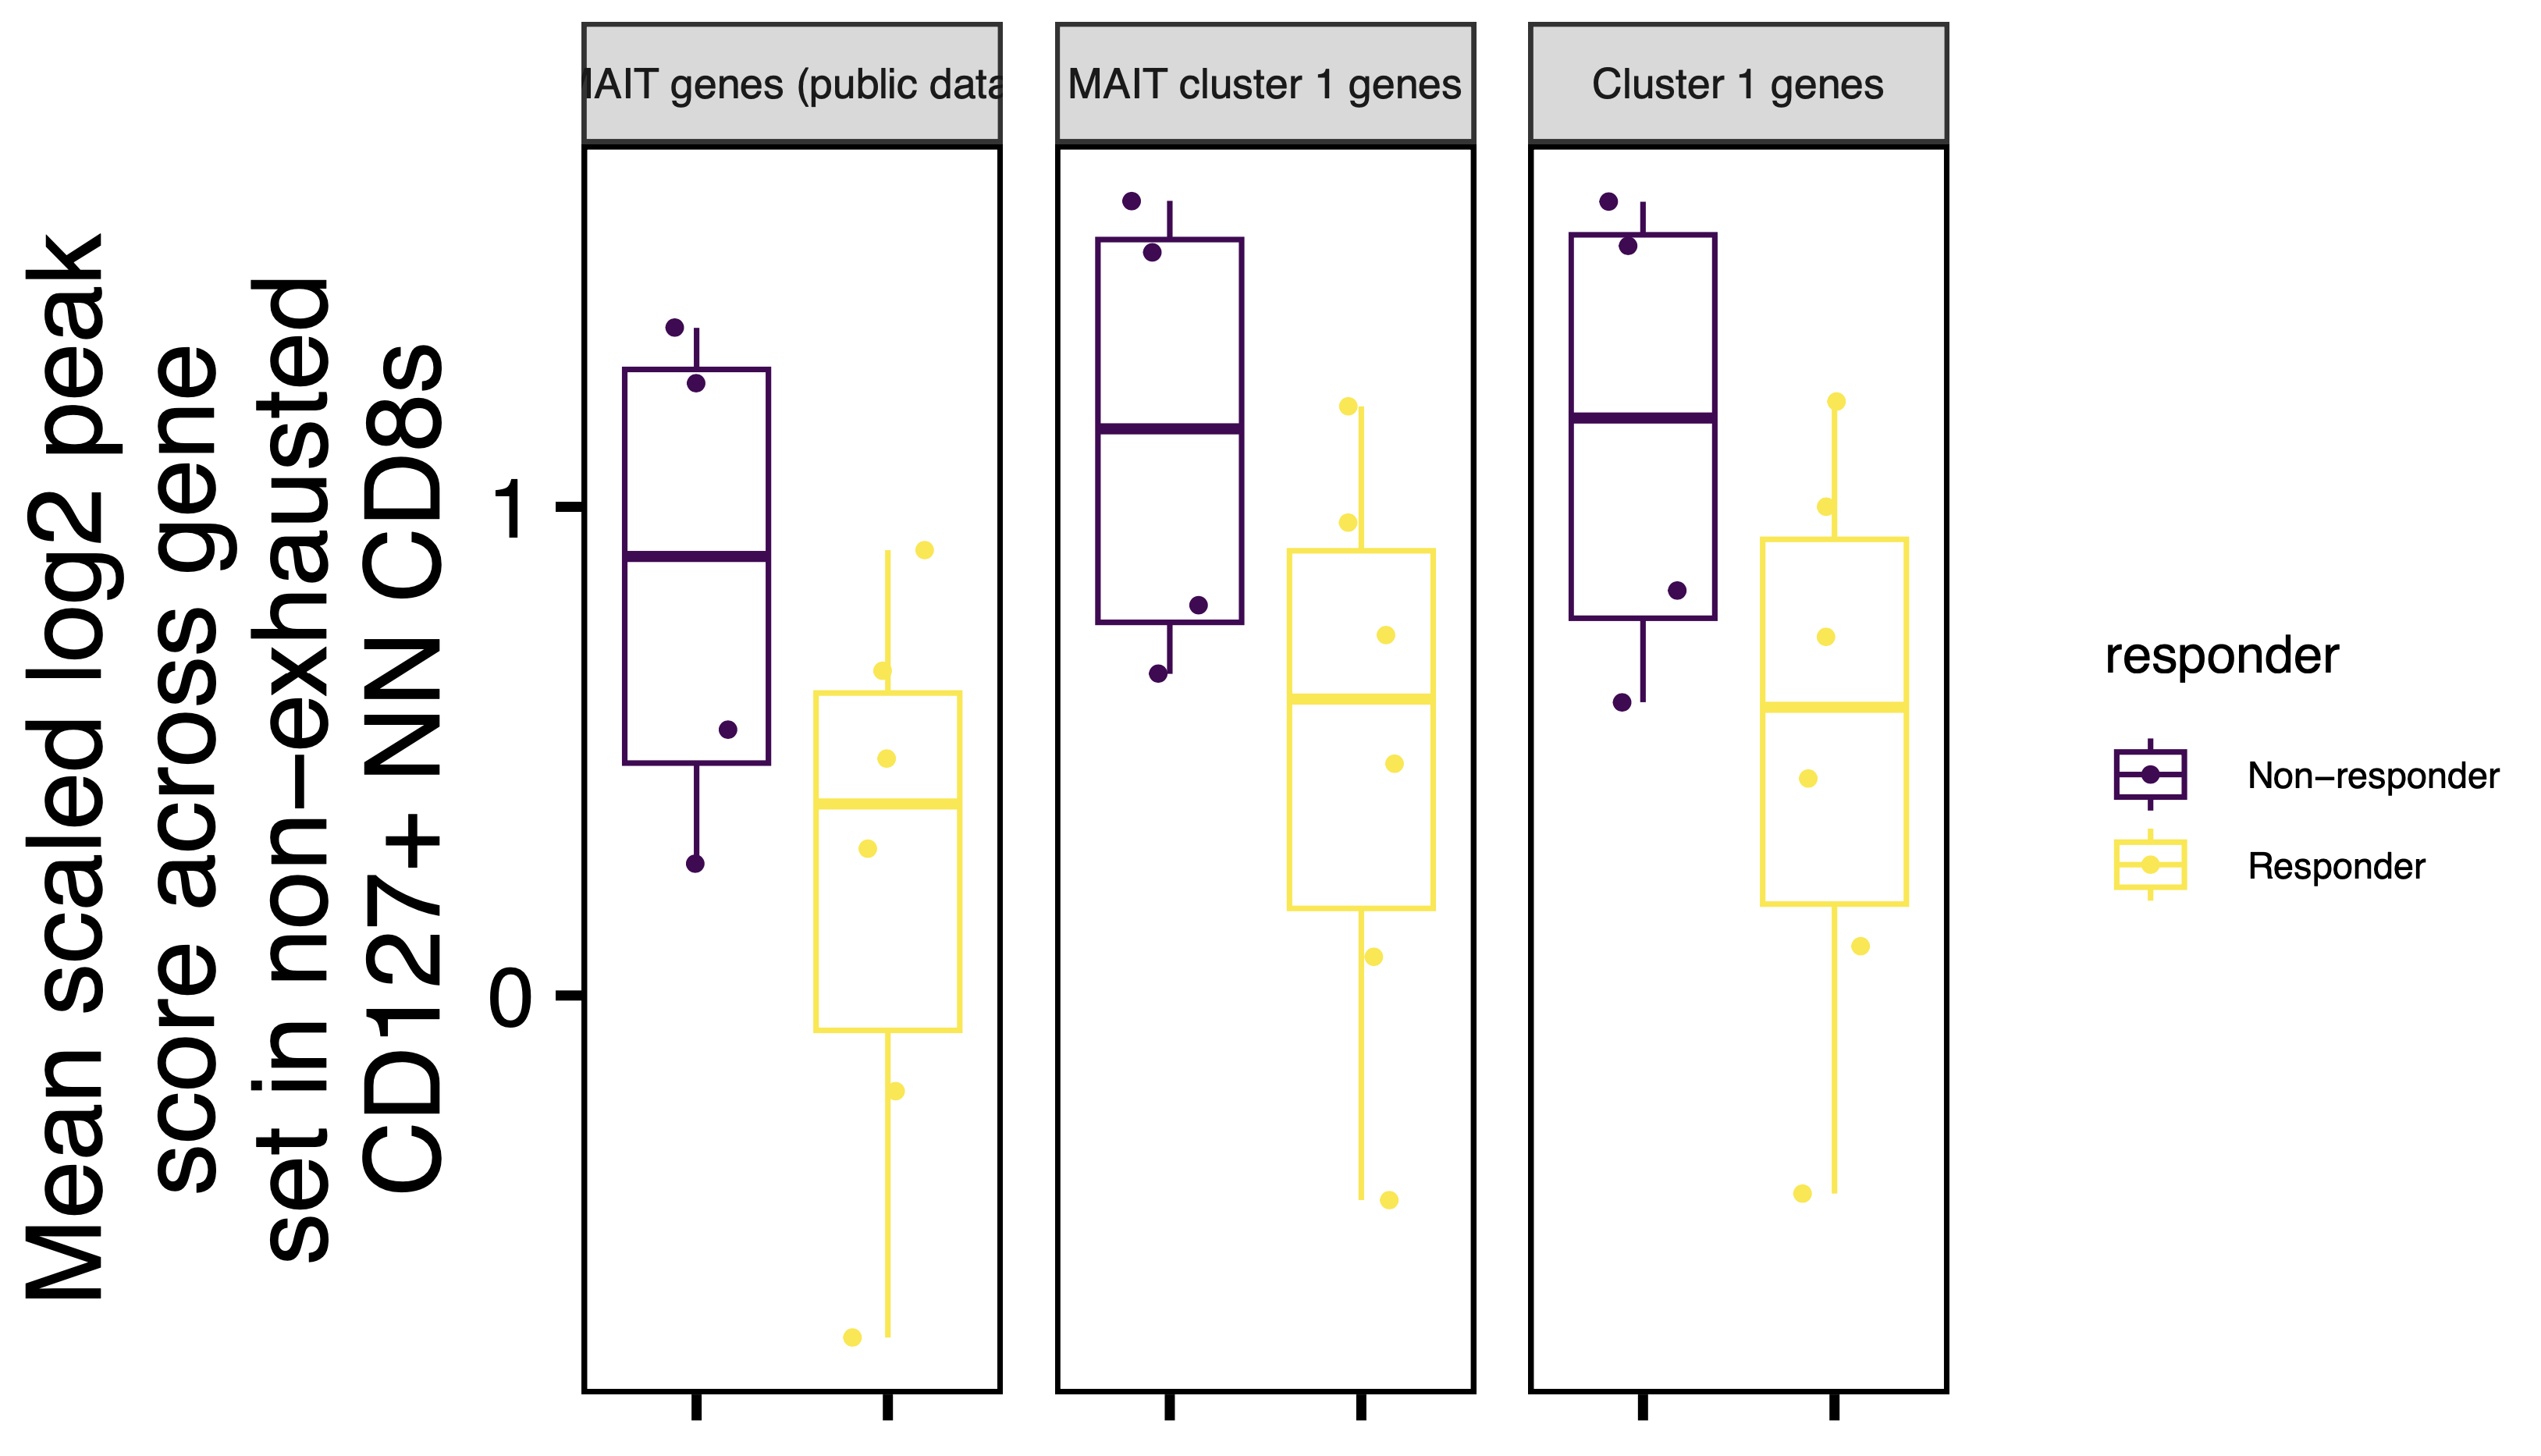 Mean scaled log2 peak
score across gene
set in non−exhausted
CD127+ NN CD8s
1
0
MAIT genes (public data
MAIT cluster 1 genes
Cluster 1 genes
responder
Non−responder
Responder